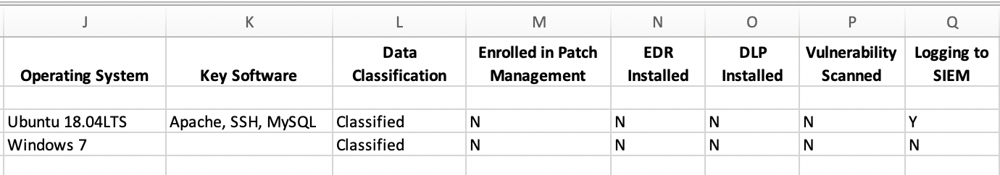 J K L M N O P Q
Data Enrolled in Patch EDR DLP Vulnerability Logging to
Operating System Key Software Classification Management Installed Installed Scanned SIEM
Ubuntu 18.04LTS Apache, SSH, MySQL Classified N N N N Y
Windows 7 Classified N N N N N